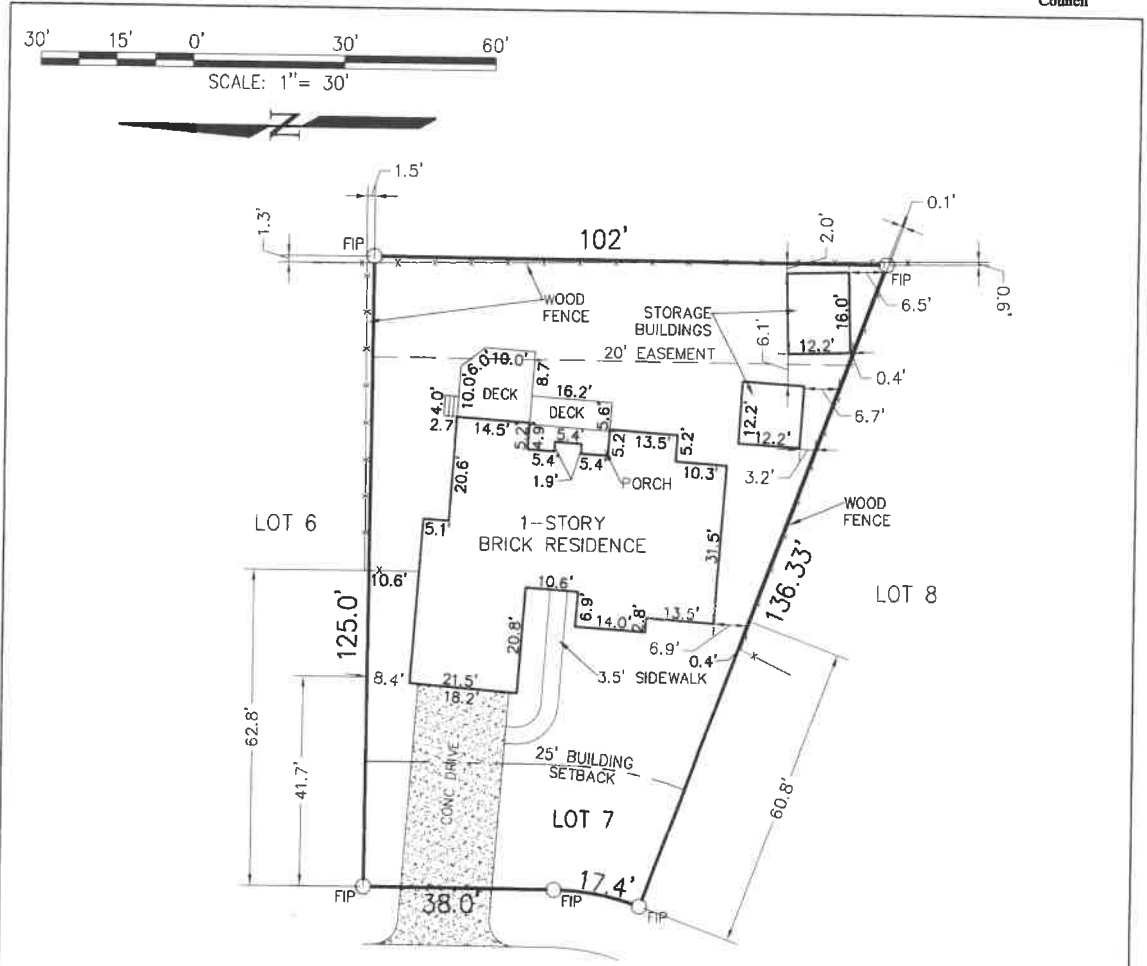 Council
30' 15' 0' 30' 60'
SCALE: 1"= 30'
N
1.5'
1.3'
FIP
102'
2.0'
0.1'
FIP
0.6'
6.5'
WOOD
FENCE
STORAGE
BUILDINGS
16.0'
12.2'
6.1'
20' EASEMENT
0.4'
6.7'
10.0'
6.0'
10.0'
8.7
DECK
4.0'
2.7
16.2'
DECK
5.6'
12.2'
12.2'
3.2'
14.5'
5.2'
4.9'
5.4'
5.4'
5.4'
1.9'
5.2
13.5'
5.2'
10.3'
PORCH
20.6'
5.1'
LOT 6
1-STORY
BRICK RESIDENCE
31.5'
WOOD
FENCE
136.33'
LOT 8
10.6'
125.0'
10.6'
6.9'
14.0'
2.8'
13.5'
6.9'
0.4'
20.8'
3.5' SIDEWALK
8.4'
21.5'
18.2'
62.8'
41.7'
25' BUILDING
SETBACK
CONC DRIVE
60.8'
LOT 7
FIP
38.0'
FIP
17.4'
FIP